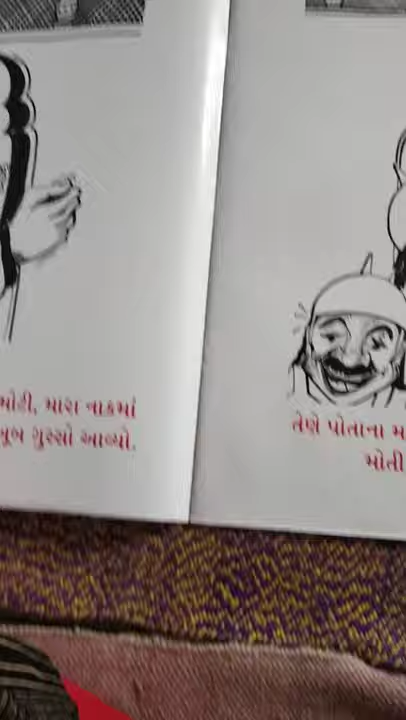 મોટી, મારા નાકમાં
ખૂબ ગુસ્સો આવ્યો.
તેણે પોતાના મ
મોતી